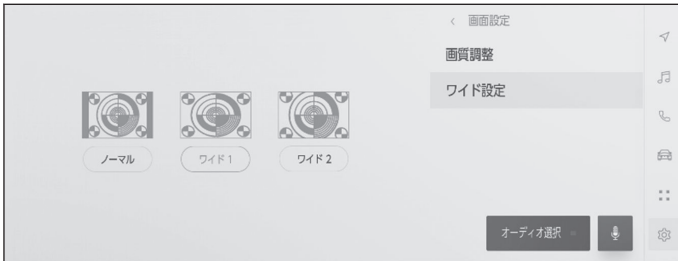 < 画面設定
画質調整
ワイド設定
ノーマル
ワイド 1
ワイド 2
オーディオ選択